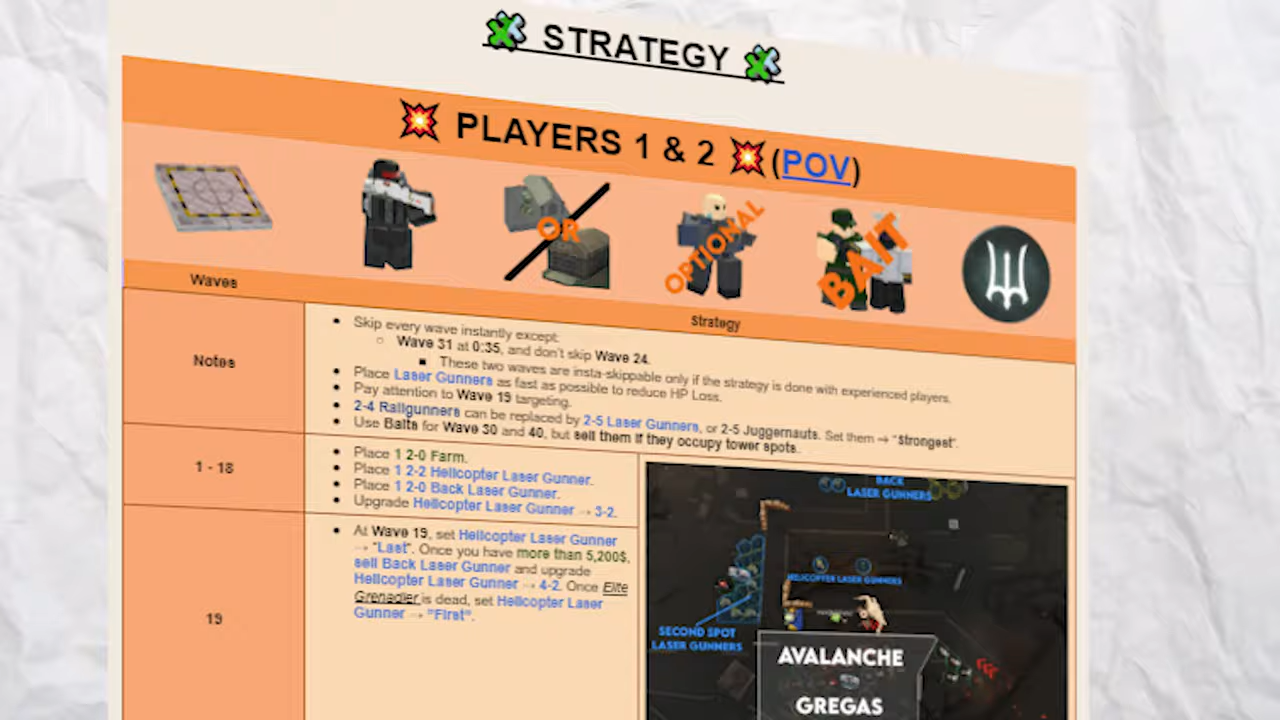 STRATEGY
PLAYERS 1 & 2 (POV)
OR
OPTIONAL
BAIT
Waves
Strategy
Notes
Skip every wave instantly except:
Wave 31 at 0:35, and don't skip Wave 24.
These two waves are insta-skippable only if the strategy is done with experienced players.
Place Laser Gunners as fast as possible to reduce HP Loss.
Pay attention to Wave 19 targeting.
2-4 Railgunners can be replaced by 2-5 Laser Gunners, or 2-5 Juggernauts. Set them → "strongest".
Use Baits for Wave 30 and 40, but sell them if they occupy tower spots.
1 - 18
Place 1 2-0 Farm.
Place 1 2-2 Helicopter Laser Gunner.
Place 1 2-0 Back Laser Gunner.
Upgrade Helicopter Laser Gunner → 3-2.
19
At Wave 19, set Helicopter Laser Gunner
→ "Last". Once you have more than 5,200$,
sell Back Laser Gunner and upgrade
Helicopter Laser Gunner → 4-2. Once Elite
Grenadier is dead, set Helicopter Laser
Gunner → "First".
BACK
LASER GUNNERS
HELICOPTER LASER GUNNERS
SECOND SPOT
LASER GUNNERS
AVALANCHE
GREGAS